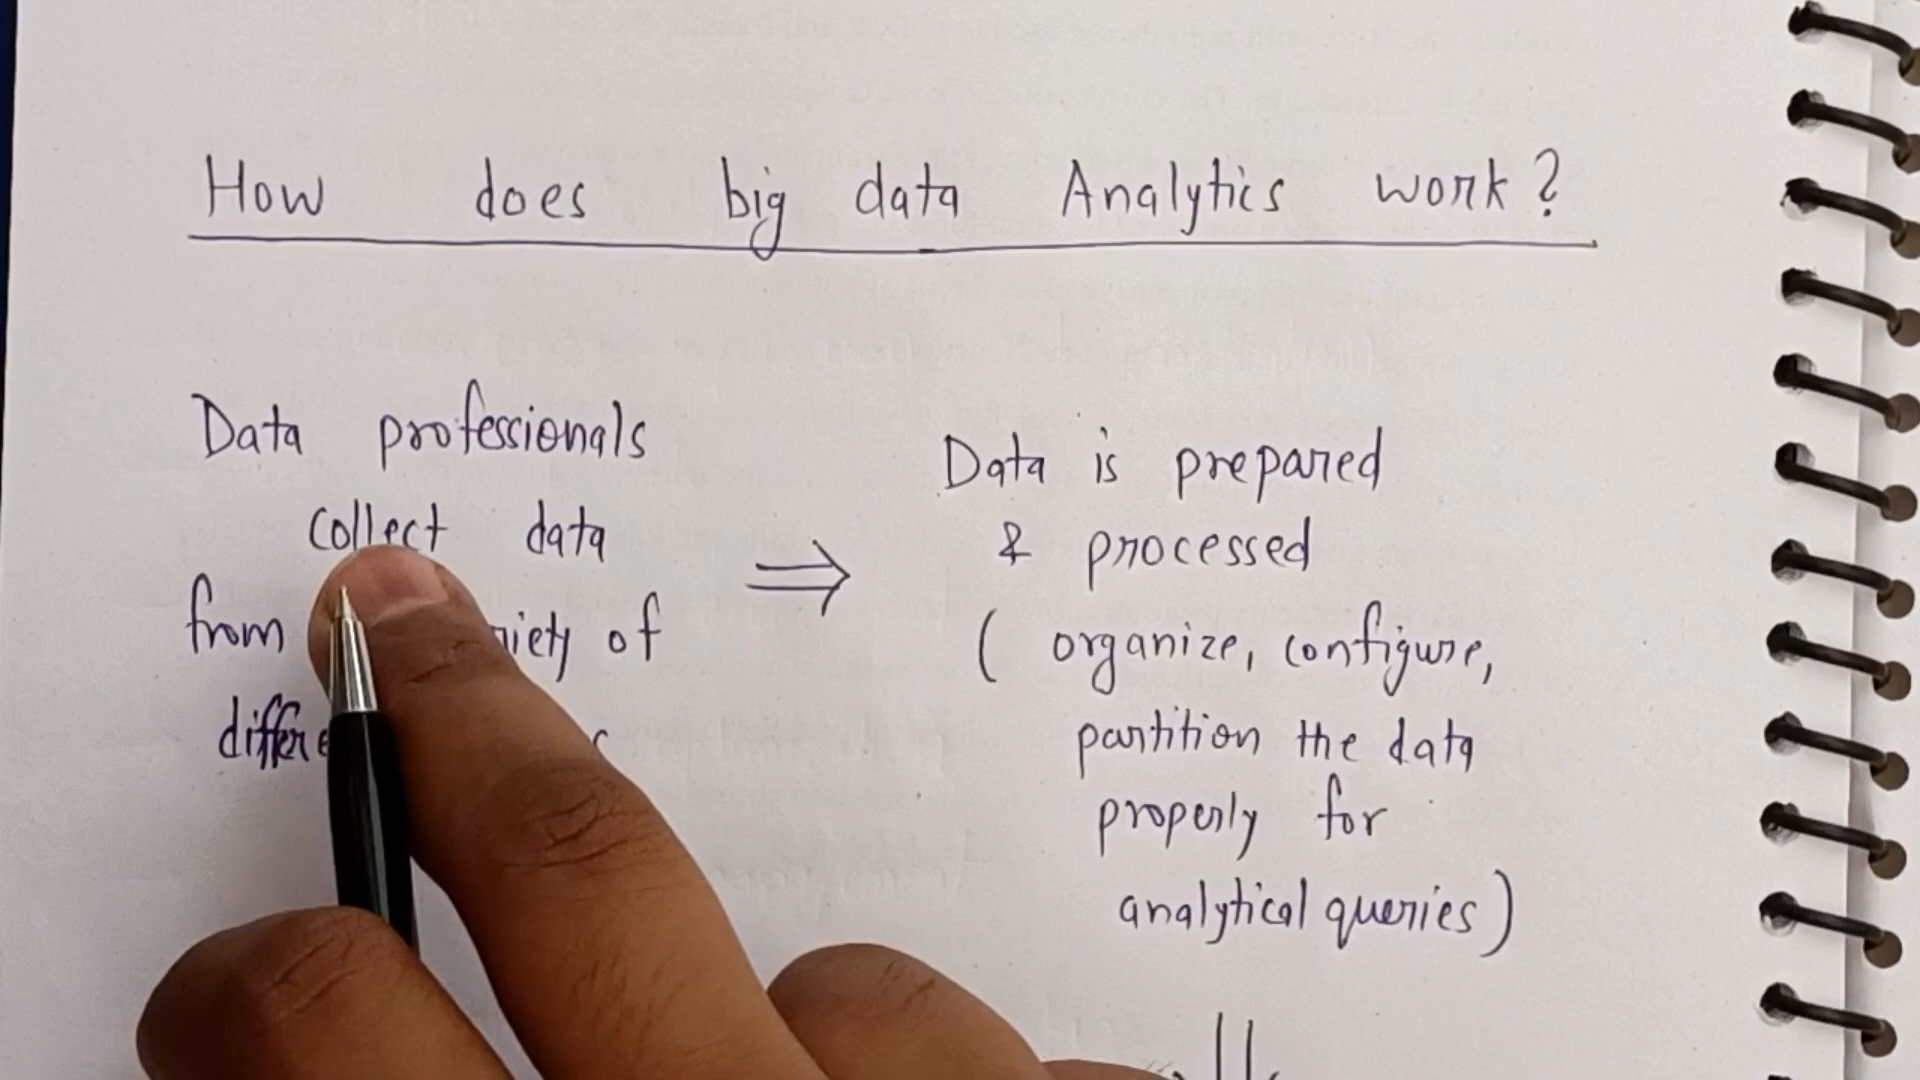 How does big data Analytics work?
Data professionals
collect data
from of
Data is prepared
& processed
( organize, configure,
partition the data
properly for
analytical queries)